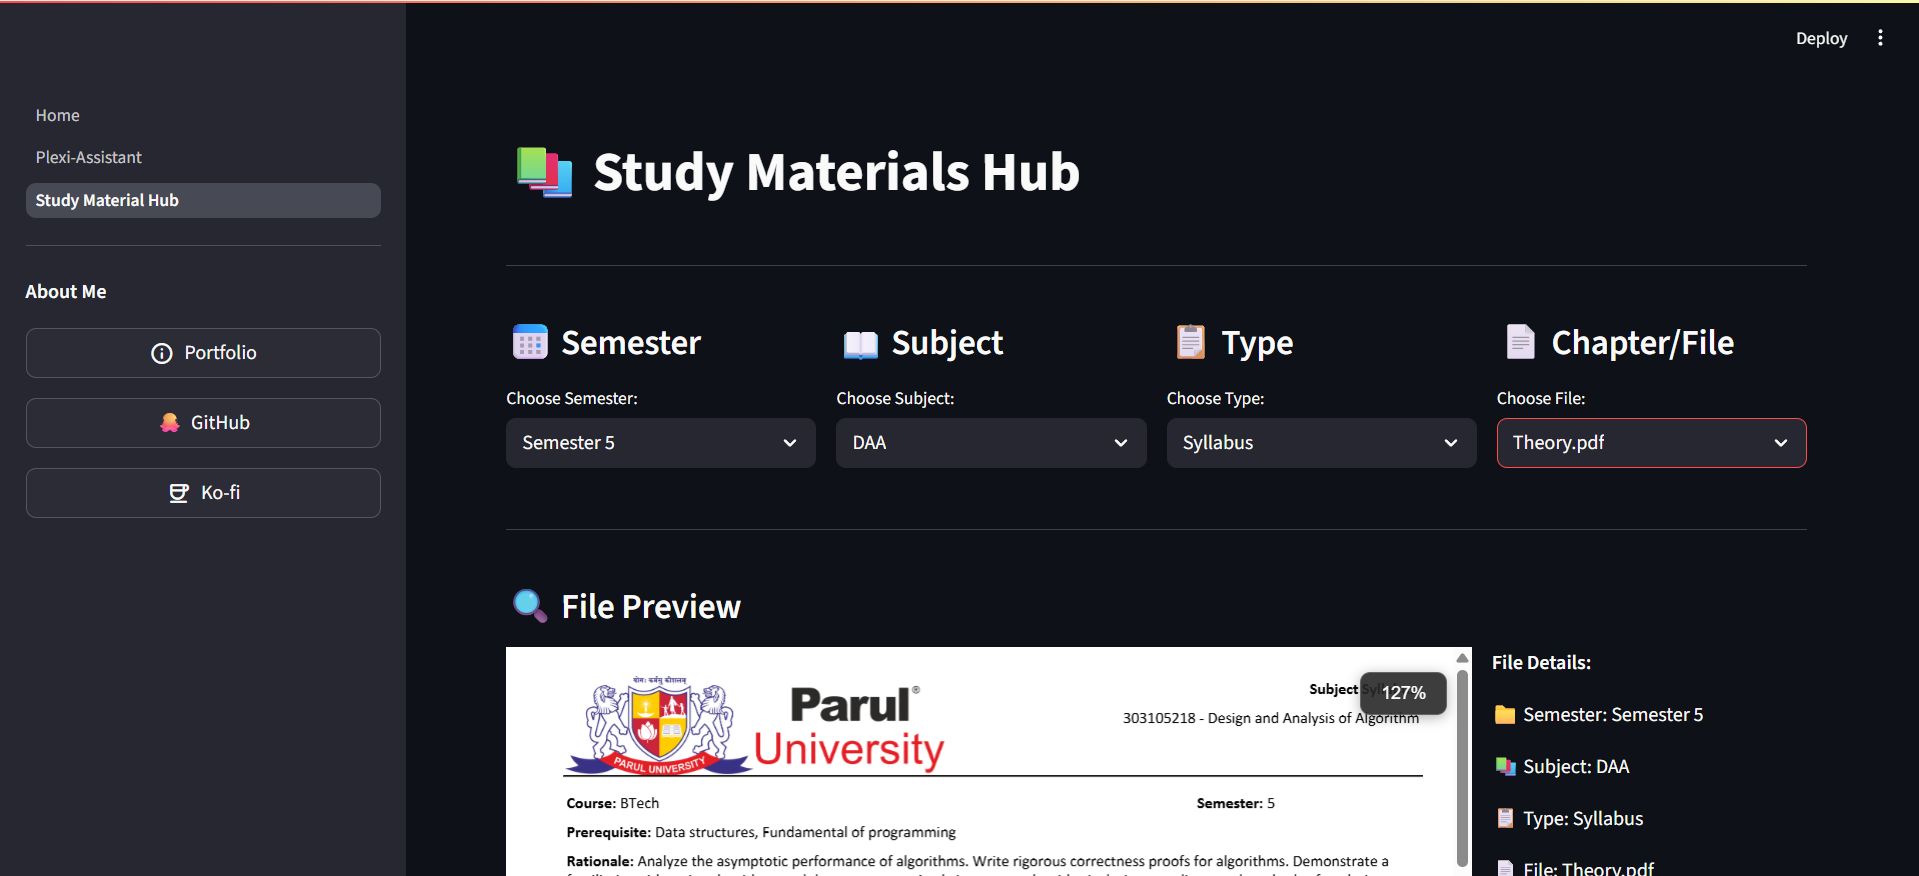 Deploy
Home
Plexi-Assistant
Study Material Hub
About Me
Portfolio
GitHub
Ko-fi
Study Materials Hub
Semester
Subject
Type
Chapter/File
Choose Semester:
Choose Subject:
Choose Type:
Choose File:
Semester 5
DAA
Syllabus
Theory.pdf
File Preview
योगः कर्मसु कौशलम्
PARUL UNIVERSITY
Parul®
University
Subject
127%
303105218 - Design and Analysis of Algorithm
Course: BTech
Semester: 5
Prerequisite: Data structures, Fundamental of programming
Rationale: Analyze the asymptotic performance of algorithms. Write rigorous correctness proofs for algorithms. Demonstrate a
File Details:
Semester: Semester 5
Subject: DAA
Type: Syllabus
File: Theory.pdf